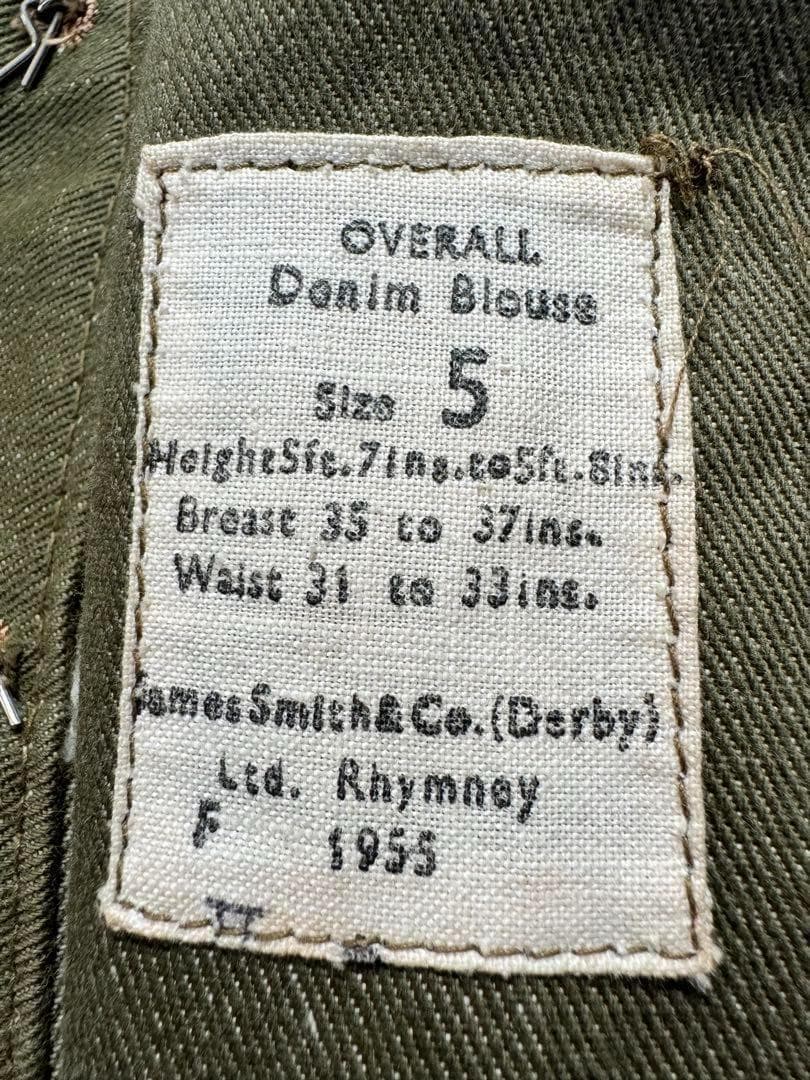 OVERALL
Denim Blouse
Size 5
Height 5ft. 7ins. to 5ft. 8ins.
Breast 35 to 37ins.
Waist 31 to 33ins.
James Smith & Co. (Derby)
Ltd. Rhymney
F 1955